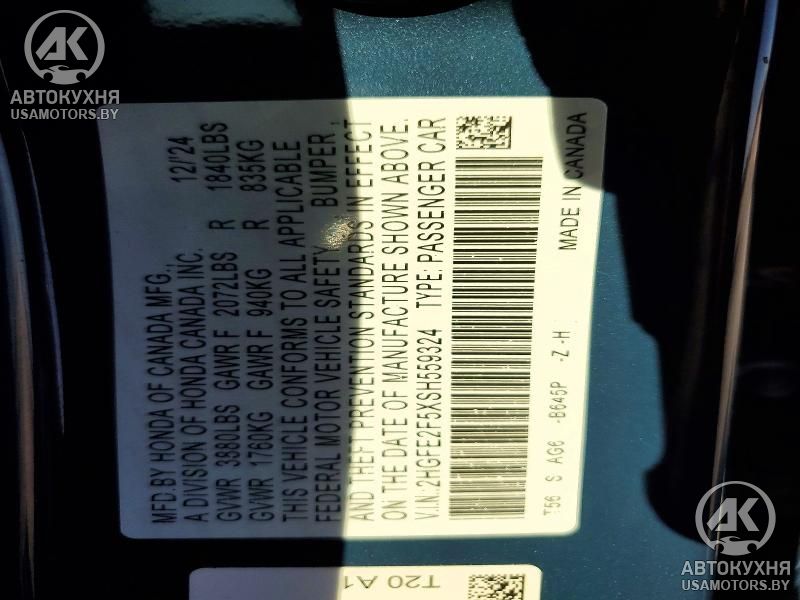 AK
АВТОКУХНЯ
USAMOTORS.BY
MFD.BY HONDA OF CANADA MFG., 12/'24
A DIVISION OF HONDA CANADA INC.
GVWR 3880LBS GAWR F 2072LBS R 1840LBS
GVWR 1760KG GAWR F 940KG R 835KG
THIS VEHICLE CONFORMS TO ALL APPLICABLE
FEDERAL MOTOR VEHICLE SAFETY, BUMPER,
AND THEFT PREVENTION STANDARDS IN EFFECT
ON THE DATE OF MANUFACTURE SHOWN ABOVE.
V.I.N.: 2HGFE2F5XSH559324 TYPE: PASSENGER CAR
T56 S AG6 -B645P -Z -H
MADE IN CANADA
T20 A1
AK
АВТОКУХНЯ
USAMOTORS.BY